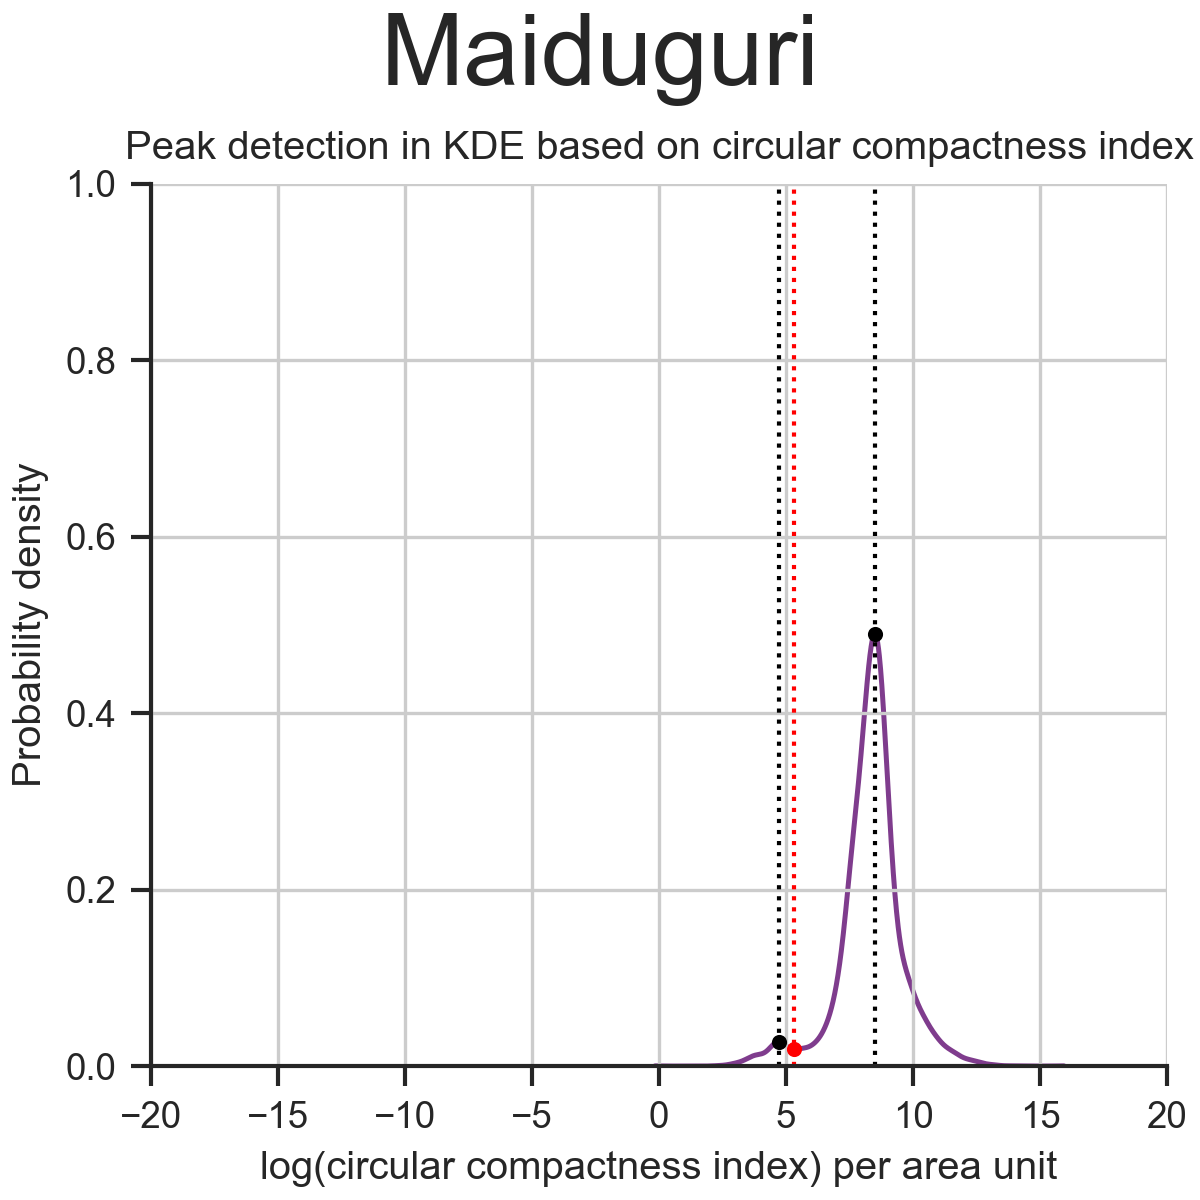 Maiduguri
Peak detection in KDE based on circular compactness index
1.0
0.8
0.6
0.4
0.2
0.0
Probability density
−20 −15 −10 −5 0 5 10 15 20
log(circular compactness index) per area unit